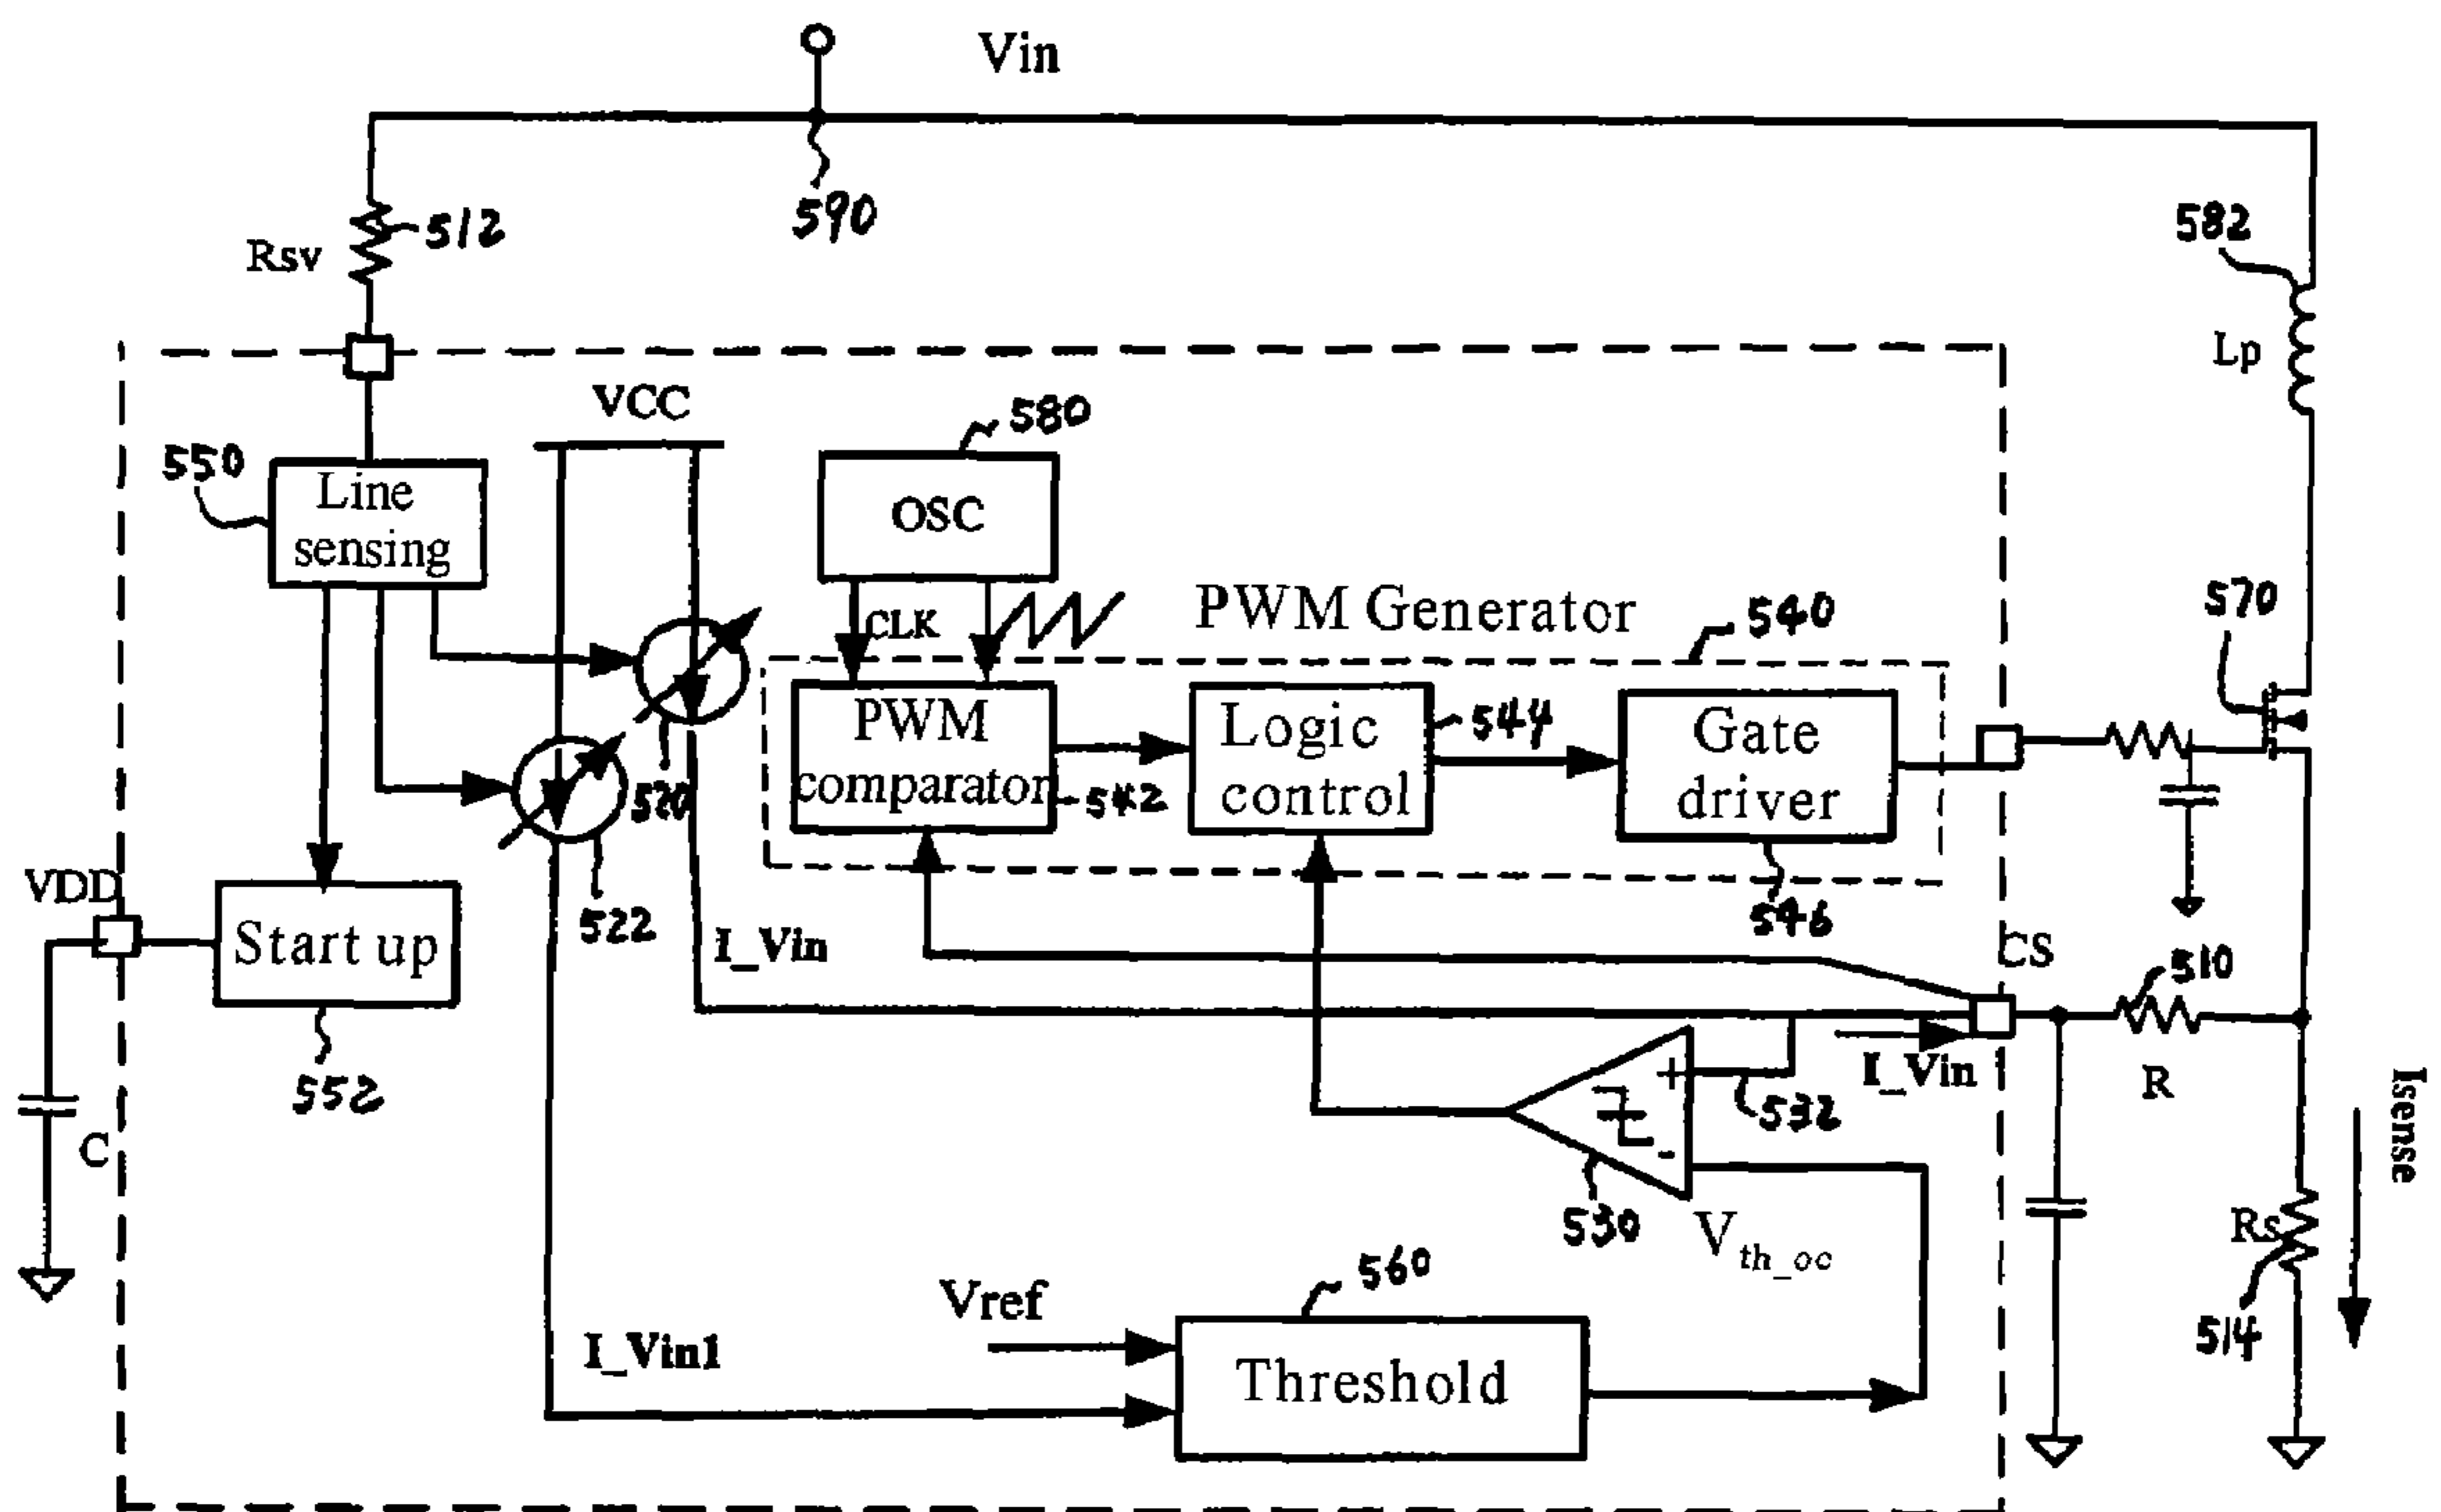 Vin
590
512
Rsv
582
Lp
VCC
580
550
Line
sensing
OSC
CLK
PWM Generator
540
570
PWM
comparator
542
Logic
control
544
Gate
driver
520
522
546
VDD
Start up
I_Vin
CS
510
552
C
+
-
532
I_Vin
R
Isense
530
V th_oc
Rs
514
Vref
560
I_Vin1
Threshold